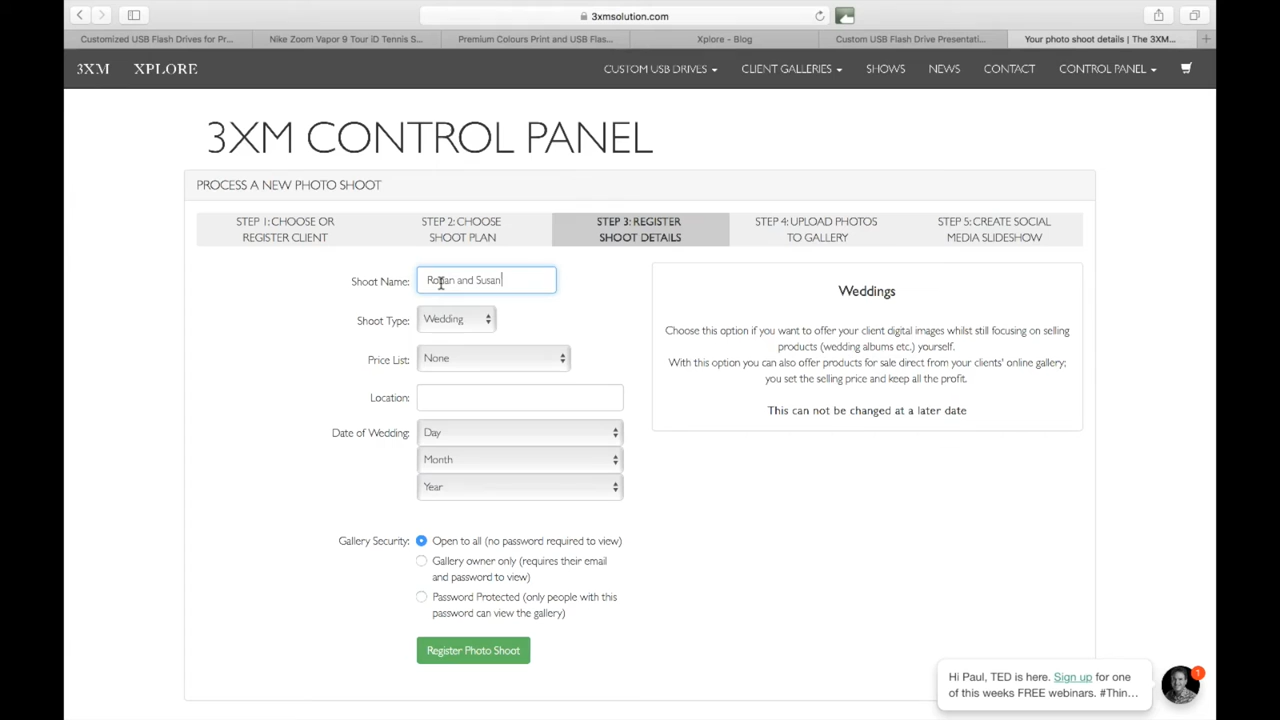 3xmsolution.com
Customized USB Flash Drives for Pr...
Nike Zoom Vapor 9 Tour iD Tennis S...
Premium Colours Print and USB Flas...
Xplore - Blog
Custom USB Flash Drive Presentati...
Your photo shoot details | The 3XM...
3XM XPLORE
CUSTOM USB DRIVES
CLIENT GALLERIES
SHOWS
NEWS
CONTACT
CONTROL PANEL
3XM CONTROL PANEL
PROCESS A NEW PHOTO SHOOT
STEP 1: CHOOSE OR REGISTER CLIENT
STEP 2: CHOOSE SHOOT PLAN
STEP 3: REGISTER SHOOT DETAILS
STEP 4: UPLOAD PHOTOS TO GALLERY
STEP 5: CREATE SOCIAL MEDIA SLIDESHOW
Shoot Name: and Susan
Shoot Type: Wedding
Price List: None
Location:
Date of Wedding: Day
Month
Year
Gallery Security: Open to all (no password required to view)
Gallery owner only (requires their email
and password to view)
Password Protected (only people with this
password can view the gallery)
Register Photo Shoot
Weddings
Choose this option if you want to offer your client digital images whilst still focusing on selling
products (wedding albums etc.) yourself.
With this option you can also offer products for sale direct from your clients' online gallery;
you set the selling price and keep all the profit.
This can not be changed at a later date
Hi Paul, TED is here. Sign up for one
of this weeks FREE webinars. #Thin...
1